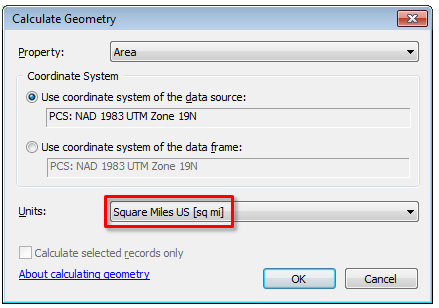 Calculate Geometry
Property: Area
Coordinate System
Use coordinate system of the data source:
PCS: NAD 1983 UTM Zone 19N
Use coordinate system of the data frame:
PCS: NAD 1983 UTM Zone 19N
Units: Square Miles US [sq mi]
Calculate selected records only
About calculating geometry OK Cancel